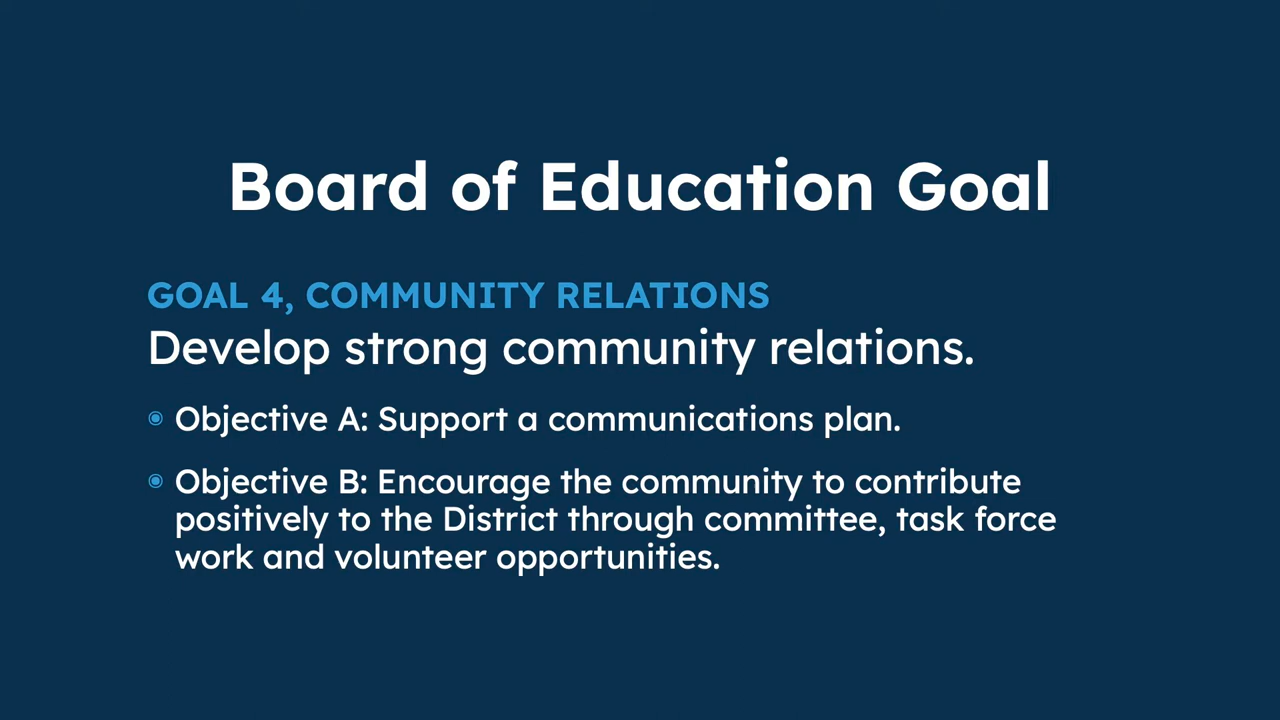 Board of Education Goal
GOAL 4, COMMUNITY RELATIONS
Develop strong community relations.
Objective A: Support a communications plan.
Objective B: Encourage the community to contribute
positively to the District through committee, task force
work and volunteer opportunities.